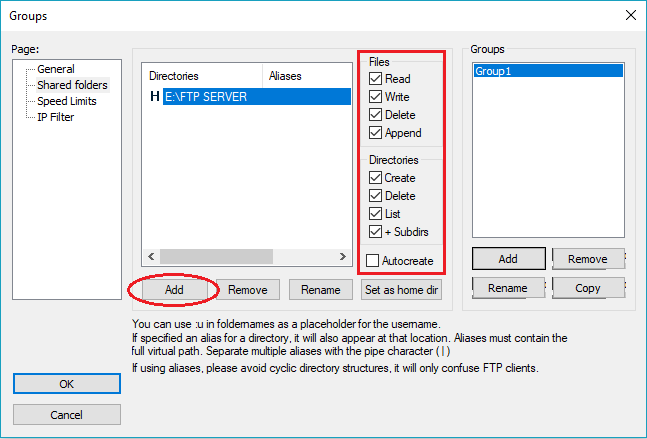 Groups
Page:
General
Shared folders
Speed Limits
IP Filter
Directories Aliases
H E:\FTP SERVER
Files
Read
Write
Delete
Append
Directories
Create
Delete
List
+ Subdirs
Autocreate
Add Remove Rename Set as home dir
Groups
Group1
Add Remove
Rename Copy
You can use :u in foldernames as a placeholder for the username.
If specified an alias for a directory, it will also appear at that location. Aliases must contain the
full virtual path. Separate multiple aliases with the pipe character (|)
If using aliases, please avoid cyclic directory structures, it will only confuse FTP clients.
OK
Cancel